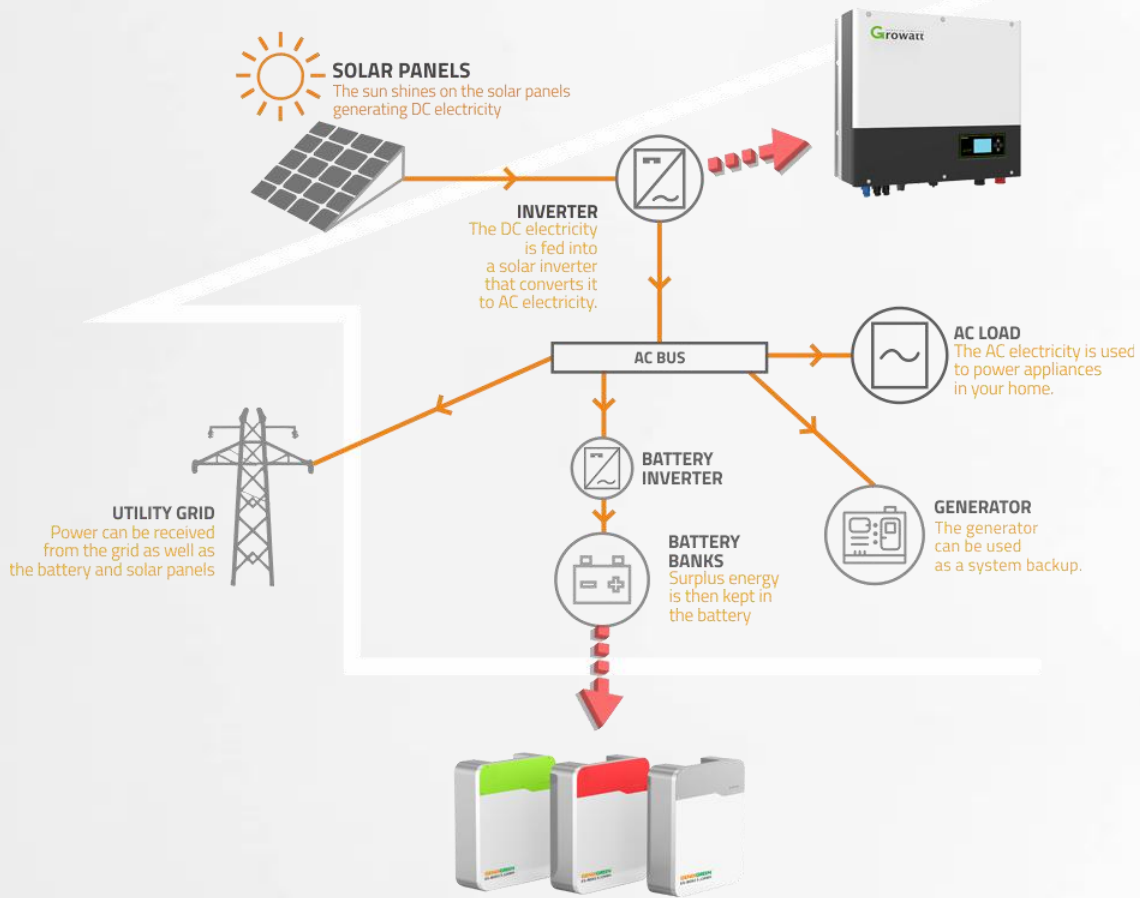 Growatt
SOLAR PANELS
The sun shines on the solar panels
generating DC electricity
INVERTER
The DC electricity
is fed into
a solar inverter
that converts it
to AC electricity.
AC BUS
AC LOAD
The AC electricity is used
to power appliances
in your home.
BATTERY
INVERTER
UTILITY GRID
Power can be received
from the grid as well as
the battery and solar panels
GENERATOR
The generator
can be used
as a system backup.
BATTERY
BANKS
Surplus energy
is then kept in
the battery